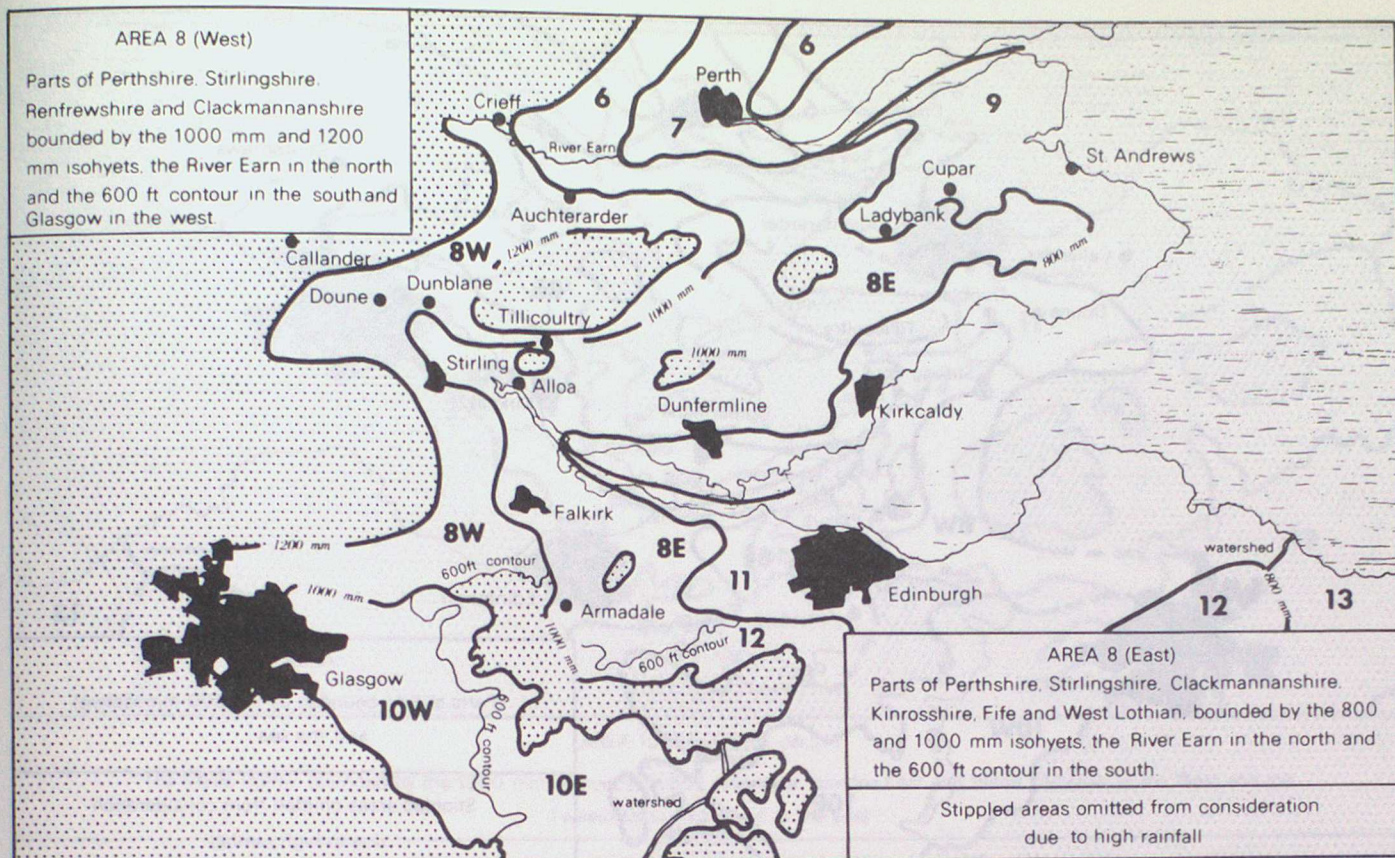 AREA 8 (West)
Parts of Perthshire, Stirlingshire,
Renfrewshire and Clackmannanshire
bounded by the 1000 mm and 1200
mm isohyets, the River Earn in the north
and the 600 ft contour in the south and
Glasgow in the west.
6
6
Perth
7
9
Crieff
River Earn
St. Andrews
Cupar
Auchterarder
Ladybank
Callander
8W
1200 mm
800 mm
8E
Doune
Dunblane
1000 mm
Tillicoultry
Stirling
1000 mm
Alloa
Dunfermline
Kirkcaldy
Falkirk
8W
8E
1200 mm
600ft contour
11
watershed
1000 mm
Edinburgh
800 mm
12
13
Armadale
12
1000 mm
600 ft contour
Glasgow
10W
600 ft contour
10E
watershed
AREA 8 (East)
Parts of Perthshire, Stirlingshire, Clackmannanshire,
Kinrosshire, Fife and West Lothian, bounded by the 800
and 1000 mm isohyets, the River Earn in the north and
the 600 ft contour in the south.
Stippled areas omitted from consideration
due to high rainfall